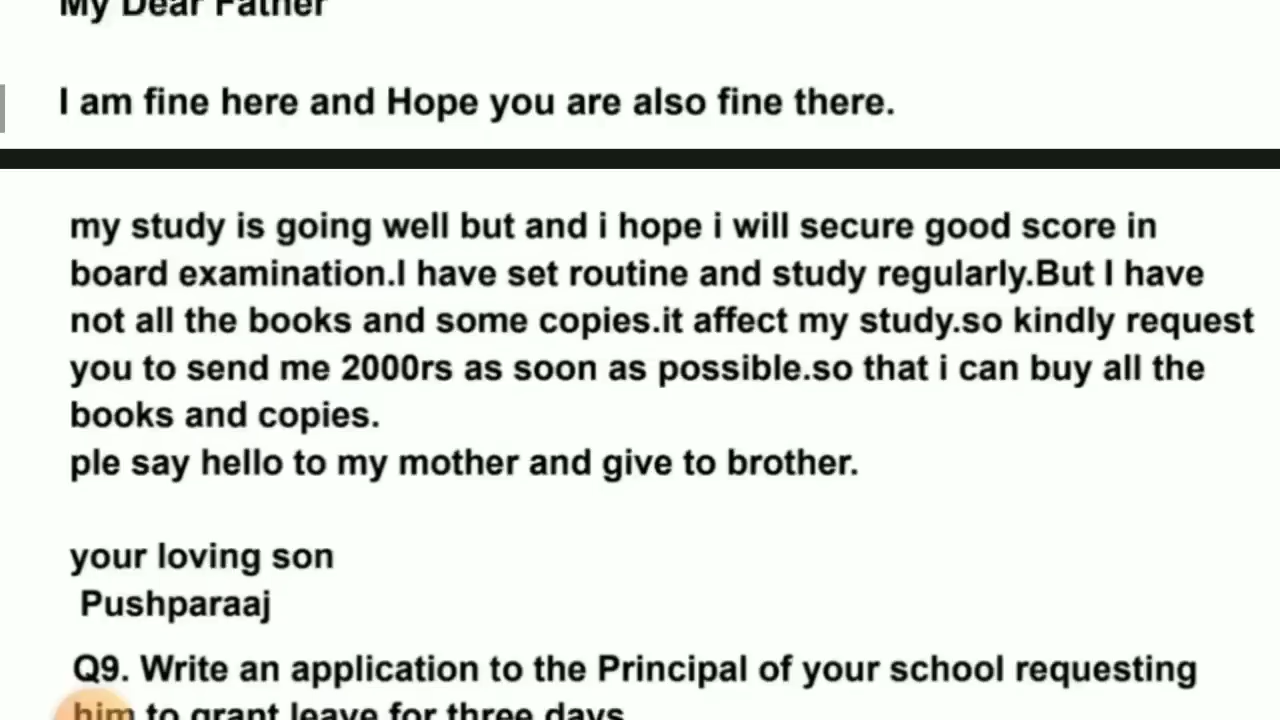 My Dear Father
I am fine here and Hope you are also fine there.
my study is going well but and i hope i will secure good score in
board examination.I have set routine and study regularly.But I have
not all the books and some copies.it affect my study.so kindly request
you to send me 2000rs as soon as possible.so that i can buy all the
books and copies.
ple say hello to my mother and give to brother.
your loving son
Pushparaaj
Q9. Write an application to the Principal of your school requesting
him to grant leave for three days